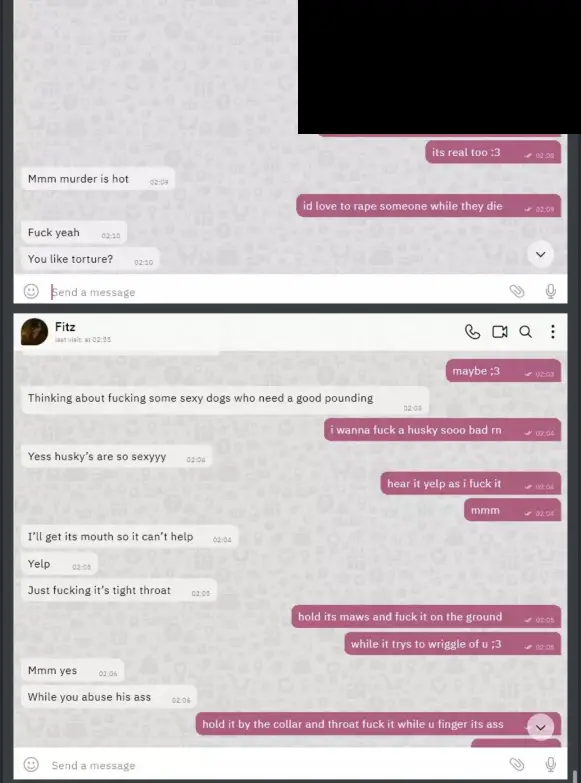 its real too :3 02:09
Mmm murder is hot 02:09
id love to rape someone while they die 02:09
Fuck yeah 02:10
You like torture? 02:10
Send a message
Fitz
last visit: at 02:35
maybe ;3 02:03
Thinking about fucking some sexy dogs who need a good pounding
02:03
i wanna fuck a husky sooo bad rn 02:04
Yess husky's are so sexyyy 02:04
hear it yelp as i fuck it 02:04
mmm 02:04
I'll get its mouth so it can't help 02:04
Yelp 02:05
Just fucking it's tight throat 02:05
hold its maws and fuck it on the ground 02:05
while it trys to wriggle of u ;3 02:05
Mmm yes 02:06
While you abuse his ass 02:06
hold it by the collar and throat fuck it while u finger its ass
Send a message